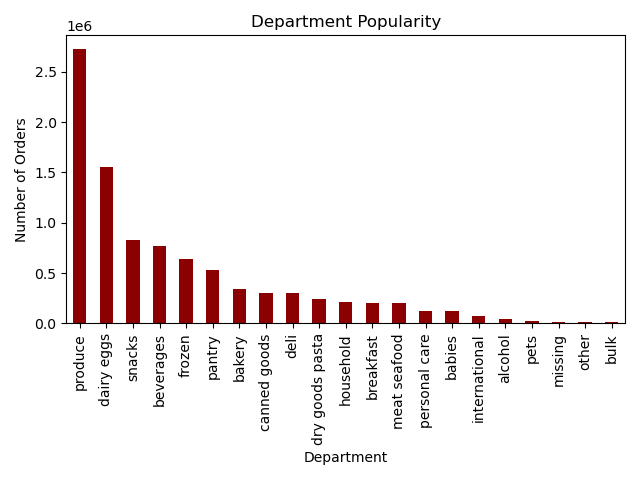 Department Popularity
1e6
Number of Orders
2.5
2.0
1.5
1.0
0.5
0.0
produce
dairy eggs
snacks
beverages
frozen
pantry
bakery
canned goods
deli
dry goods pasta
household
breakfast
meat seafood
personal care
babies
international
alcohol
pets
missing
other
bulk
Department